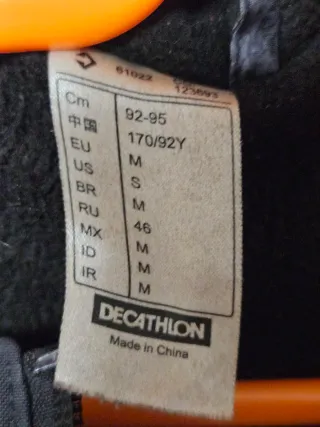 61022
123693
Cm 92-95
中国 170/92Y
EU M
US S
BR M
RU 46
MX M
ID M
IR M
DECATHLON
Made in China